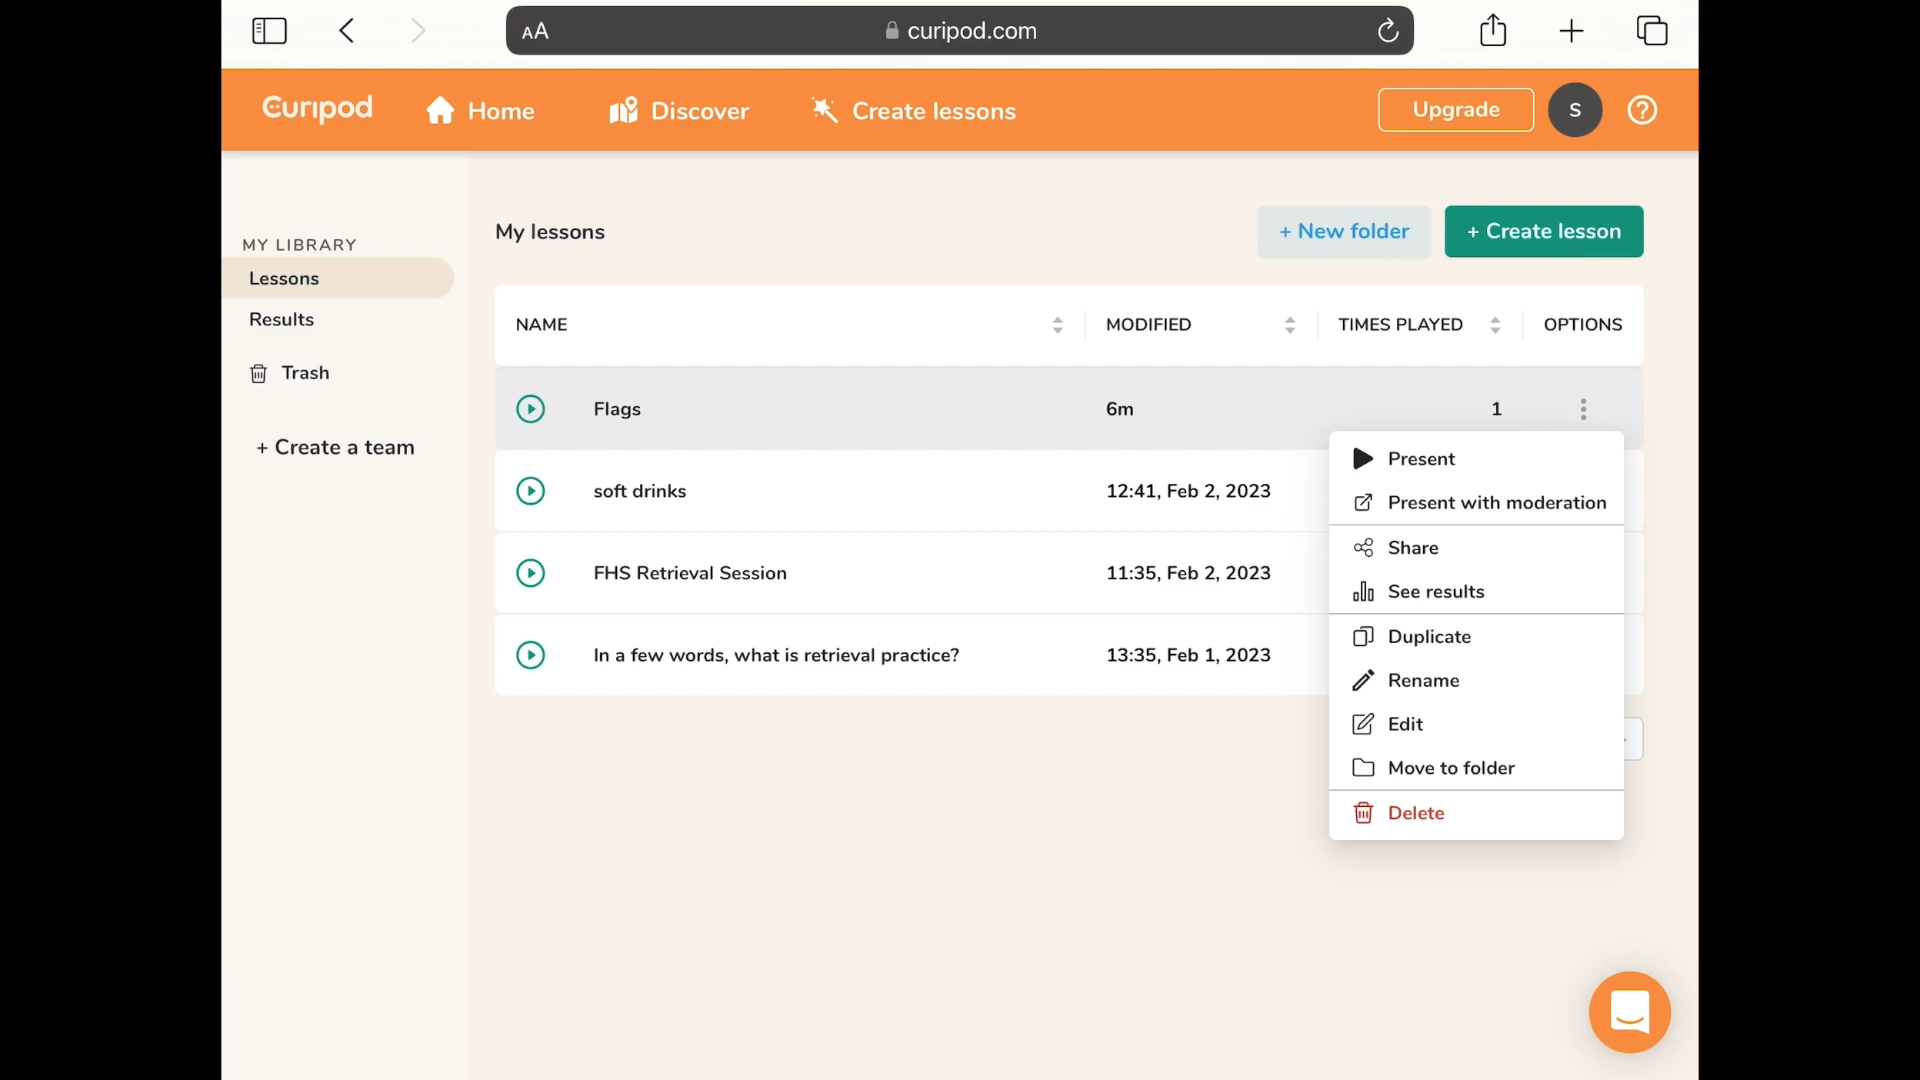 AA
curipod.com
Curipod
Home
Discover
Create lessons
Upgrade
S
?
MY LIBRARY
Lessons
Results
Trash
+ Create a team
My lessons
+ New folder
+ Create lesson
NAME
MODIFIED
TIMES PLAYED
OPTIONS
Flags
6m
1
soft drinks
12:41, Feb 2, 2023
FHS Retrieval Session
11:35, Feb 2, 2023
In a few words, what is retrieval practice?
13:35, Feb 1, 2023
Present
Present with moderation
Share
See results
Duplicate
Rename
Edit
Move to folder
Delete